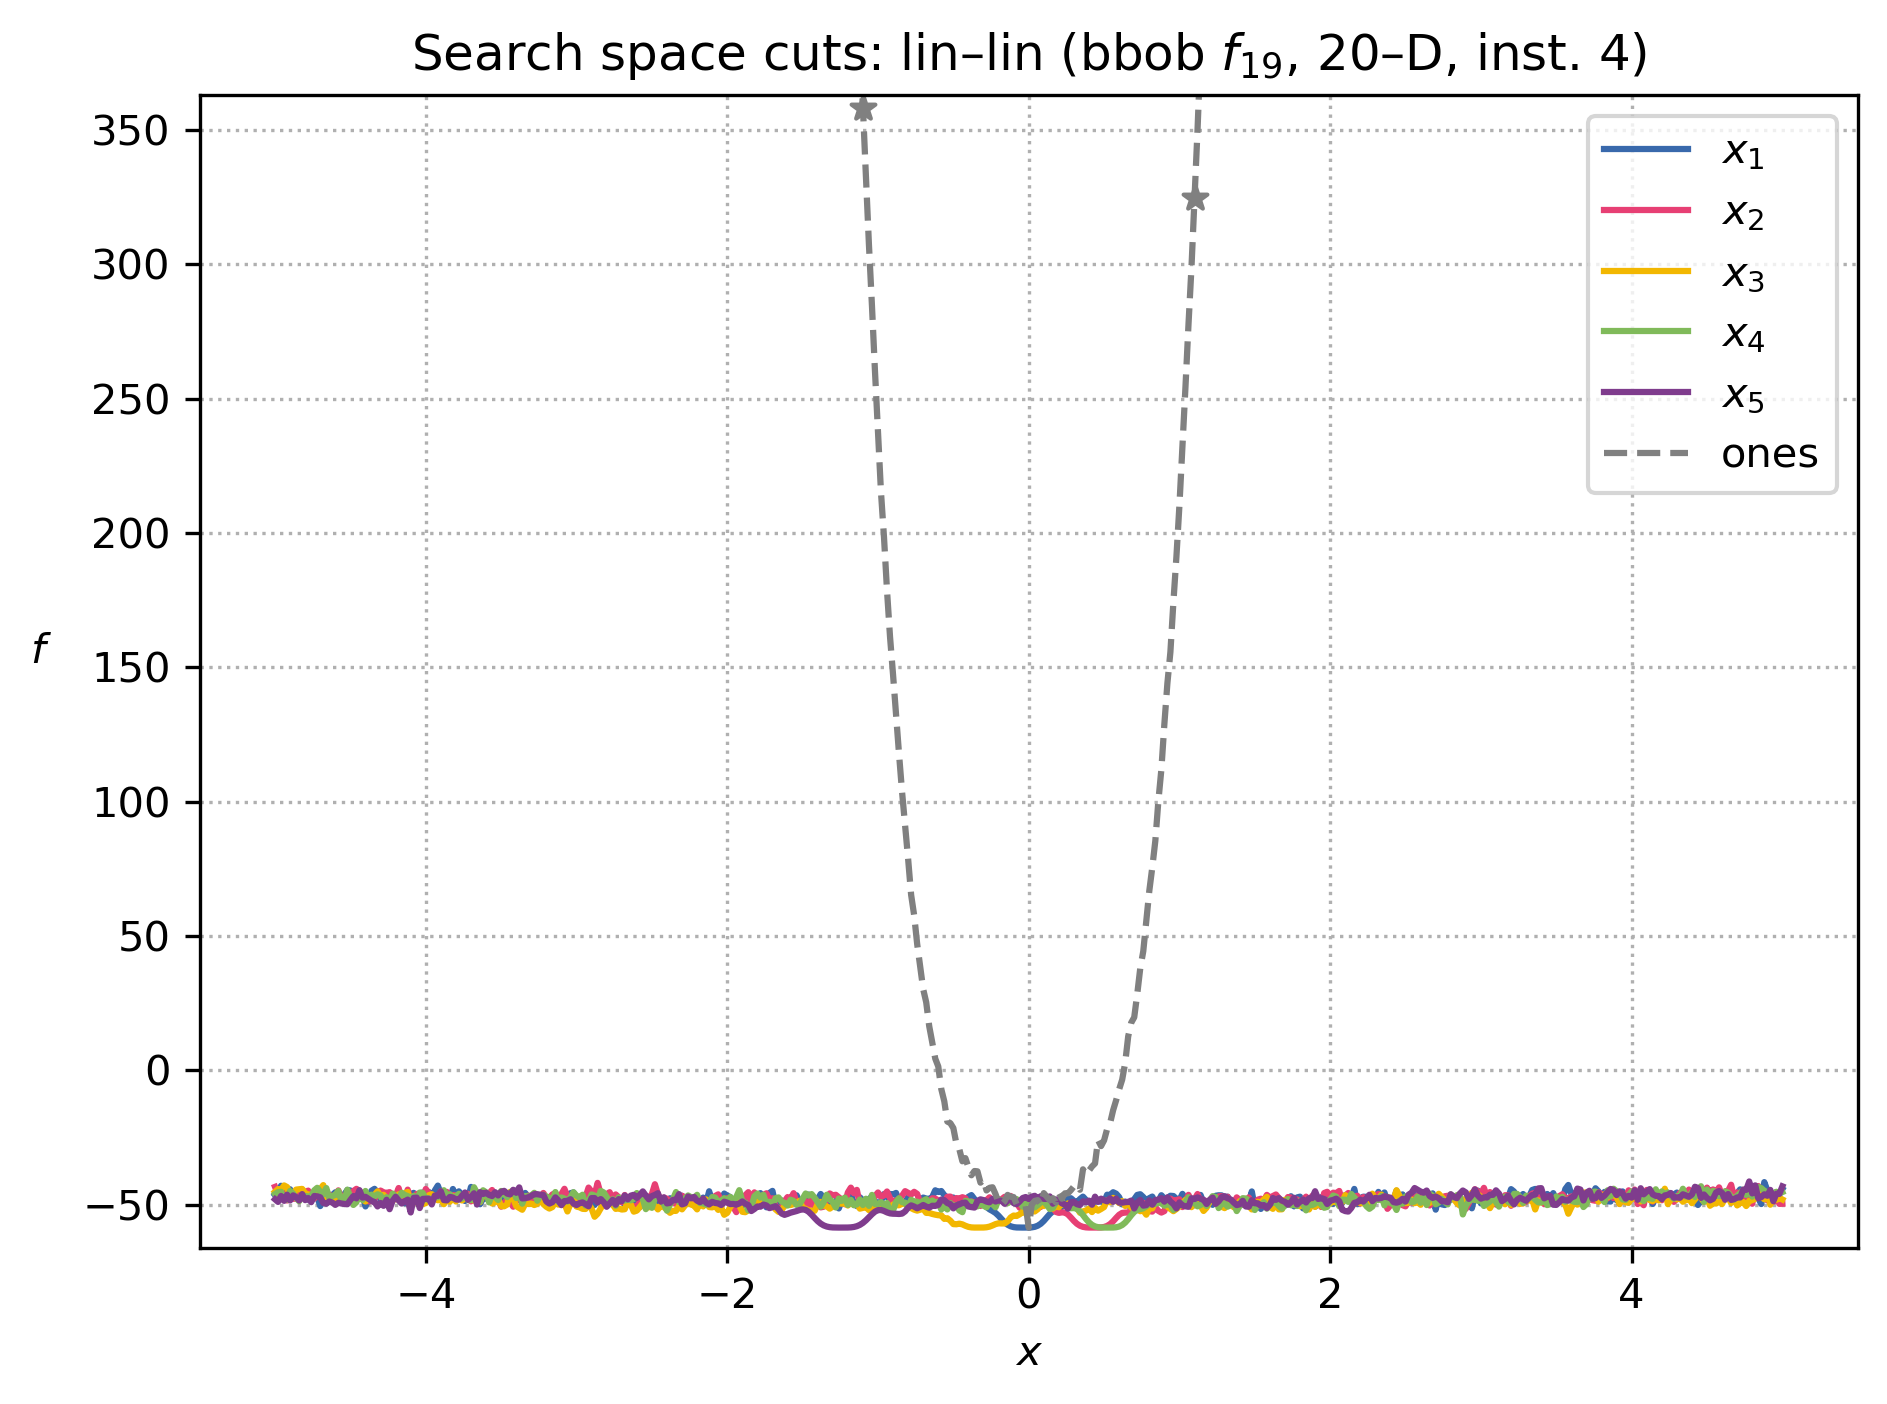 Search space cuts: lin–lin (bbob f19, 20–D, inst. 4)
350
300
250
200
150
100
50
0
−50
f
−4
−2
0
2
4
x
x1
x2
x3
x4
x5
ones